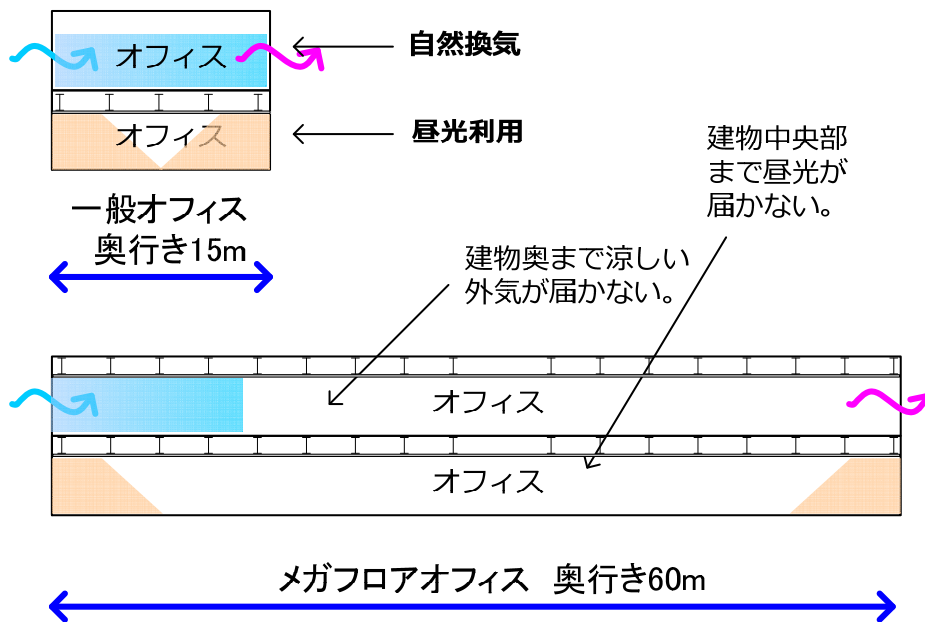 オフィス
自然換気
オフィス
昼光利用
一般オフィス
奥行き15m
建物中央部
まで昼光が
届かない。
建物奥まで涼しい
外気が届かない。
オフィス
オフィス
メガフロアオフィス　奥行き60m